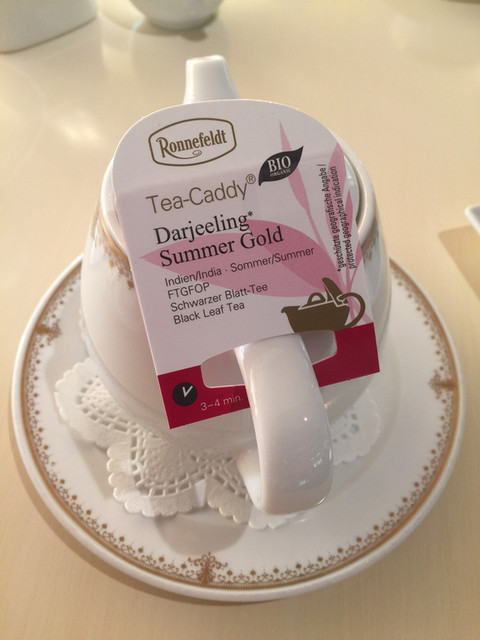 Ronnefeldt
BIO
ORGANIC
Tea-Caddy®
Darjeeling*
Summer Gold
Indien/India · Sommer/Summer
FTGFOP
Schwarzer Blatt-Tee
Black Leaf Tea
*geschützte geografische Angabe/
protected geographical indication
3–4 min.